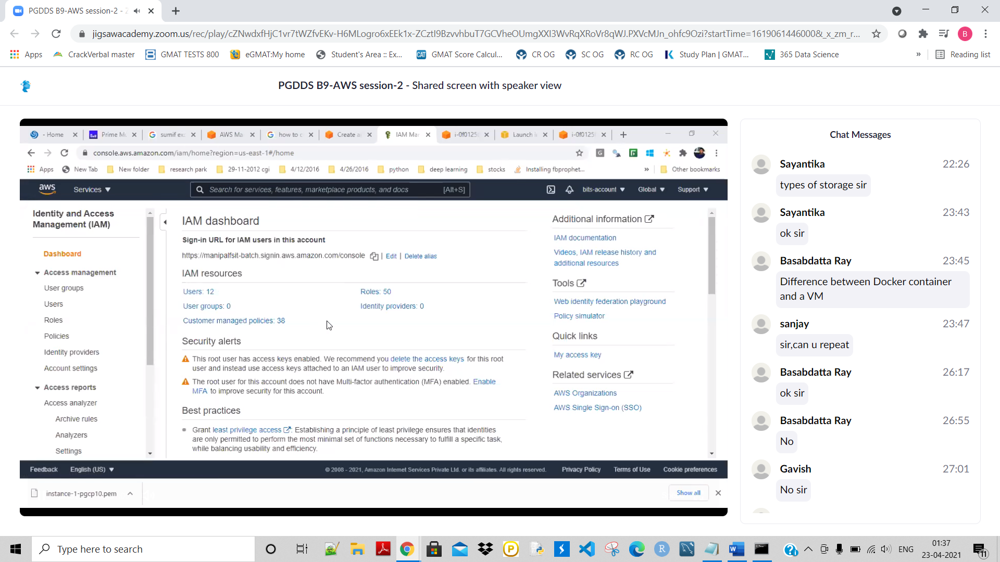 PGDDS B9-AWS session-2 - Z
jigsawacademy.zoom.us/rec/play/cZNwdxfHjC1vr7tWZfvEKv-H6MLogro6xEEk1x-ZCztI9BzvvhbuT7GCVheOUmgXXI3WvRqXRoVr8qWJ.PXVcMJn_ohfc9Ozi?startTime=1619061446000&_x_zm_r...
B
Apps CrackVerbal master GMAT TESTS 800 eGMAT:My home Student's Area :: Ex... GMAT Score Calcul... CR OG SC OG RC OG Study Plan | GMAT... 365 Data Science » Reading list
PGDDS B9-AWS session-2 - Shared screen with speaker view
- Home Prime Mu sumif exc AWS Ma how to c Create a IAM Mar i-0f0125 Launch i i-0f0125
console.aws.amazon.com/iam/home?region=us-east-1#/home
Apps New Tab New folder research park 29-11-2012 cgi 4/12/2016 4/26/2016 python deep learning stocks Installing fbprophet... » Other bookmarks
aws Services Search for services, features, marketplace products, and docs [Alt+S] bits-account Global Support
Identity and Access
Management (IAM)
Dashboard
Access management
User groups
Users
Roles
Policies
Identity providers
Account settings
Access reports
Access analyzer
Archive rules
Analyzers
Settings
IAM dashboard
Sign-in URL for IAM users in this account
https://manipalfsit-batch.signin.aws.amazon.com/console | Edit | Delete alias
IAM resources
Users: 12 Roles: 50
User groups: 0 Identity providers: 0
Customer managed policies: 38
Security alerts
This root user has access keys enabled. We recommend you delete the access keys for this root
user and instead use access keys attached to an IAM user to improve security.
The root user for this account does not have Multi-factor authentication (MFA) enabled. Enable
MFA to improve security for this account.
Best practices
Grant least privilege access : Establishing a principle of least privilege ensures that identities
are only permitted to perform the most minimal set of functions necessary to fulfill a specific task,
while balancing usability and efficiency.
Additional information
IAM documentation
Videos, IAM release history and
additional resources
Tools
Web identity federation playground
Policy simulator
Quick links
My access key
Related services
AWS Organizations
AWS Single Sign-on (SSO)
Feedback English (US) © 2008 - 2021, Amazon Internet Services Private Ltd. or its affiliates. All rights reserved. Privacy Policy Terms of Use Cookie preferences
instance-1-pgcp10.pem Show all
Chat Messages
Sayantika 22:26
types of storage sir
Sayantika 23:43
ok sir
Basabdatta Ray 23:45
Difference between Docker container
and a VM
sanjay 23:47
sir,can u repeat
Basabdatta Ray 26:17
ok sir
Basabdatta Ray 26:55
No
Gavish 27:01
No sir
Type here to search
ENG
01:37
23-04-2021
11